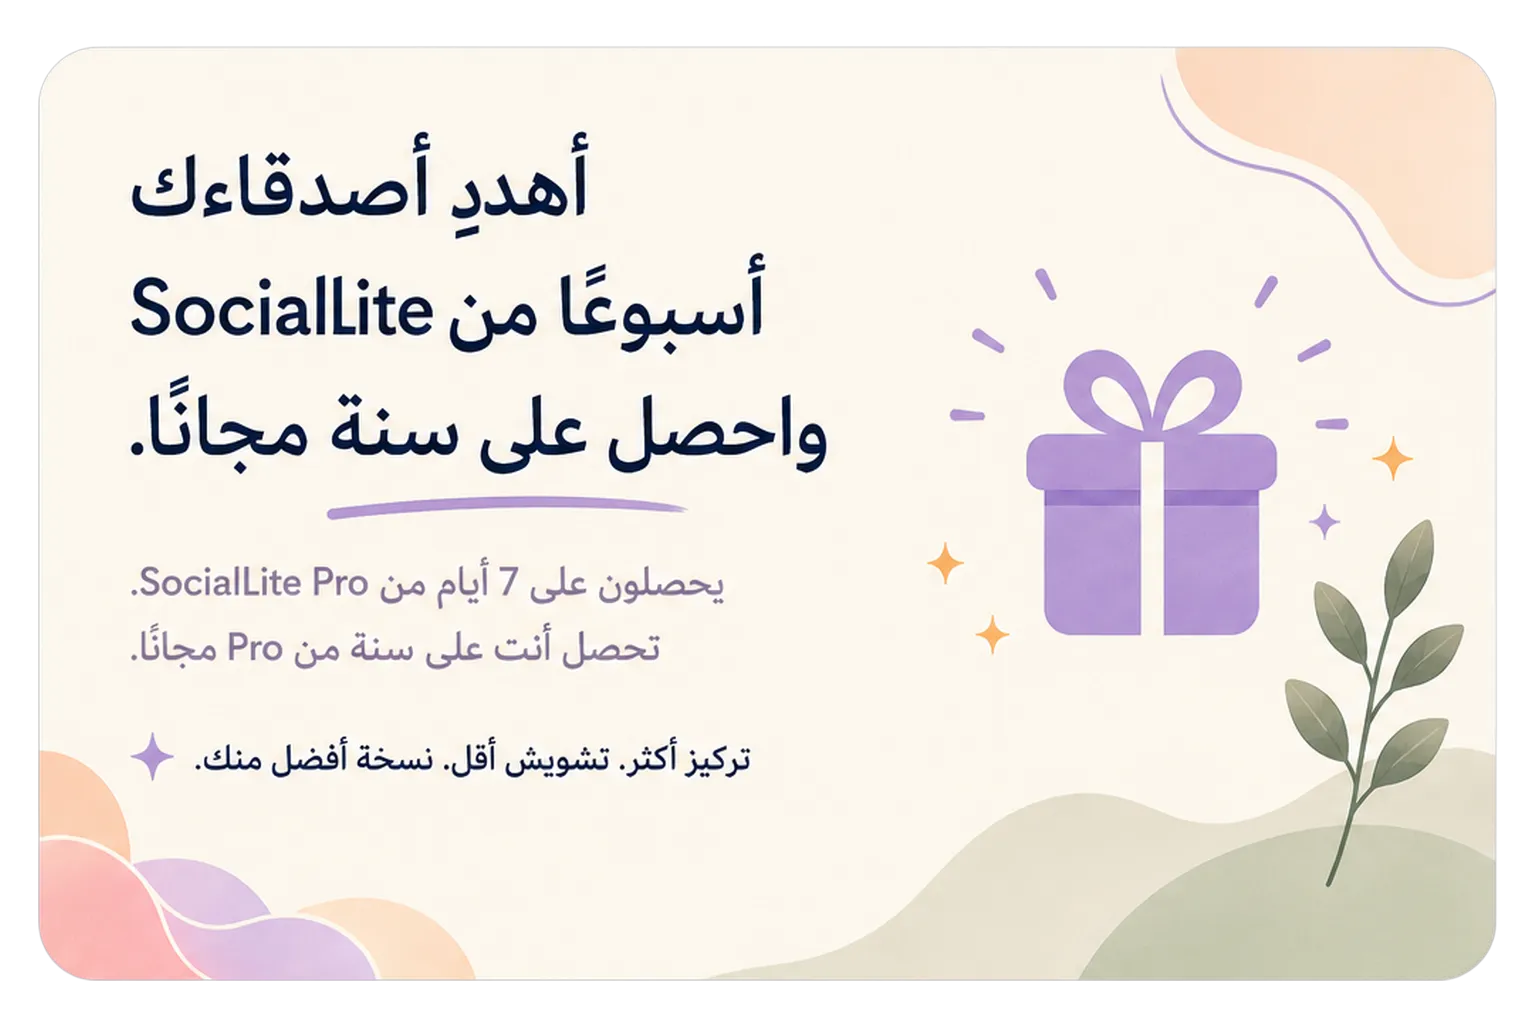 أهددِ أصدقاءك
أسبوعًا من SocialLite
واحصل على سنة مجانًا.
يحصلون على 7 أيام من SocialLite Pro.
تحصل أنت على سنة من Pro مجانًا.
تركيز أكثر. تشويش أقل. نسخة أفضل منك.